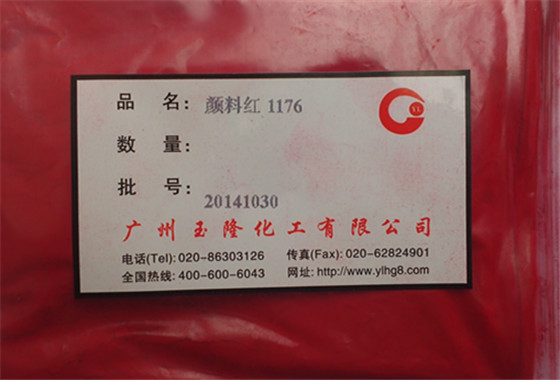 品 名：颜料红 1176
数 量：
批 号：20141030
广州玉隆化工有限公司
电话(Tel): 020-86303126 传真(Fax): 020-62824901
全国热线: 400-600-6043 网址: http://www.ylhg8.com